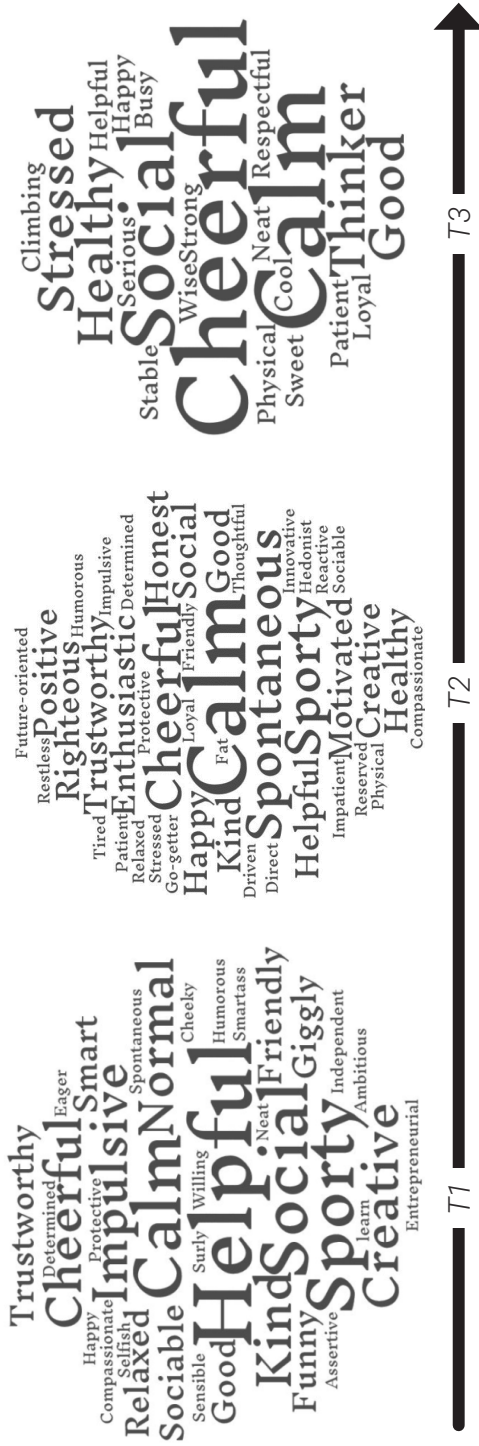 Trustworthy
Determined
Cheerful
Eager
Smart
Happy
Compassionate
Protective
Selfish
Impulsive
Spontaneous
Relaxed
Calm
Normal
Cheeky
Sociable
Surly
Willing
Sensible
Good
Helpful
Humorous
Smartass
Neat
Friendly
Kind
Social
Giggly
Funny
Sporty
Independent
Assertive
learn
Ambitious
Creative
Entrepreneurial
Future-oriented
Restless
Positive
Humorous
Righteous
Tired
Trustworthy
Impulsive
Patient
Enthusiastic
Determined
Relaxed
Protective
Stressed
Go-getter
Cheerful
Honest
Happy
Loyal
Friendly
Social
Kind
Fat
Calm
Good
Thoughtful
Driven
Direct
Spontaneous
Innovative
Helpful
Sporty
Hedonist
Reactive
Sociable
Impatient
Motivated
Reserved
Physical
Creative
Healthy
Compassionate
Climbing
Stressed
Healthy
Helpful
Happy
Busy
Stable
Serious
Social
Wise
Strong
Cheerful
Physical
Neat
Respectful
Sweet
Cool
Calm
Patient
Thinker
Loyal
Good
T1
T2
T3